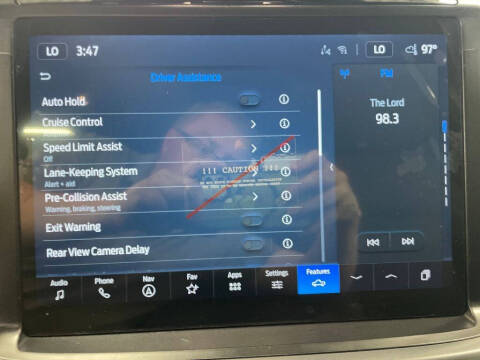 LO 3:47 LO 97°
Driver Assistance
FM
Auto Hold
The Lord
98.3
Cruise Control
Speed Limit Assist
Off
Lane-Keeping System
Alert + aid
!!! CAUTION !!!
Pre-Collision Assist
Warning, braking, steering
Exit Warning
Rear View Camera Delay
Audio Phone Nav Fav Apps Settings Features